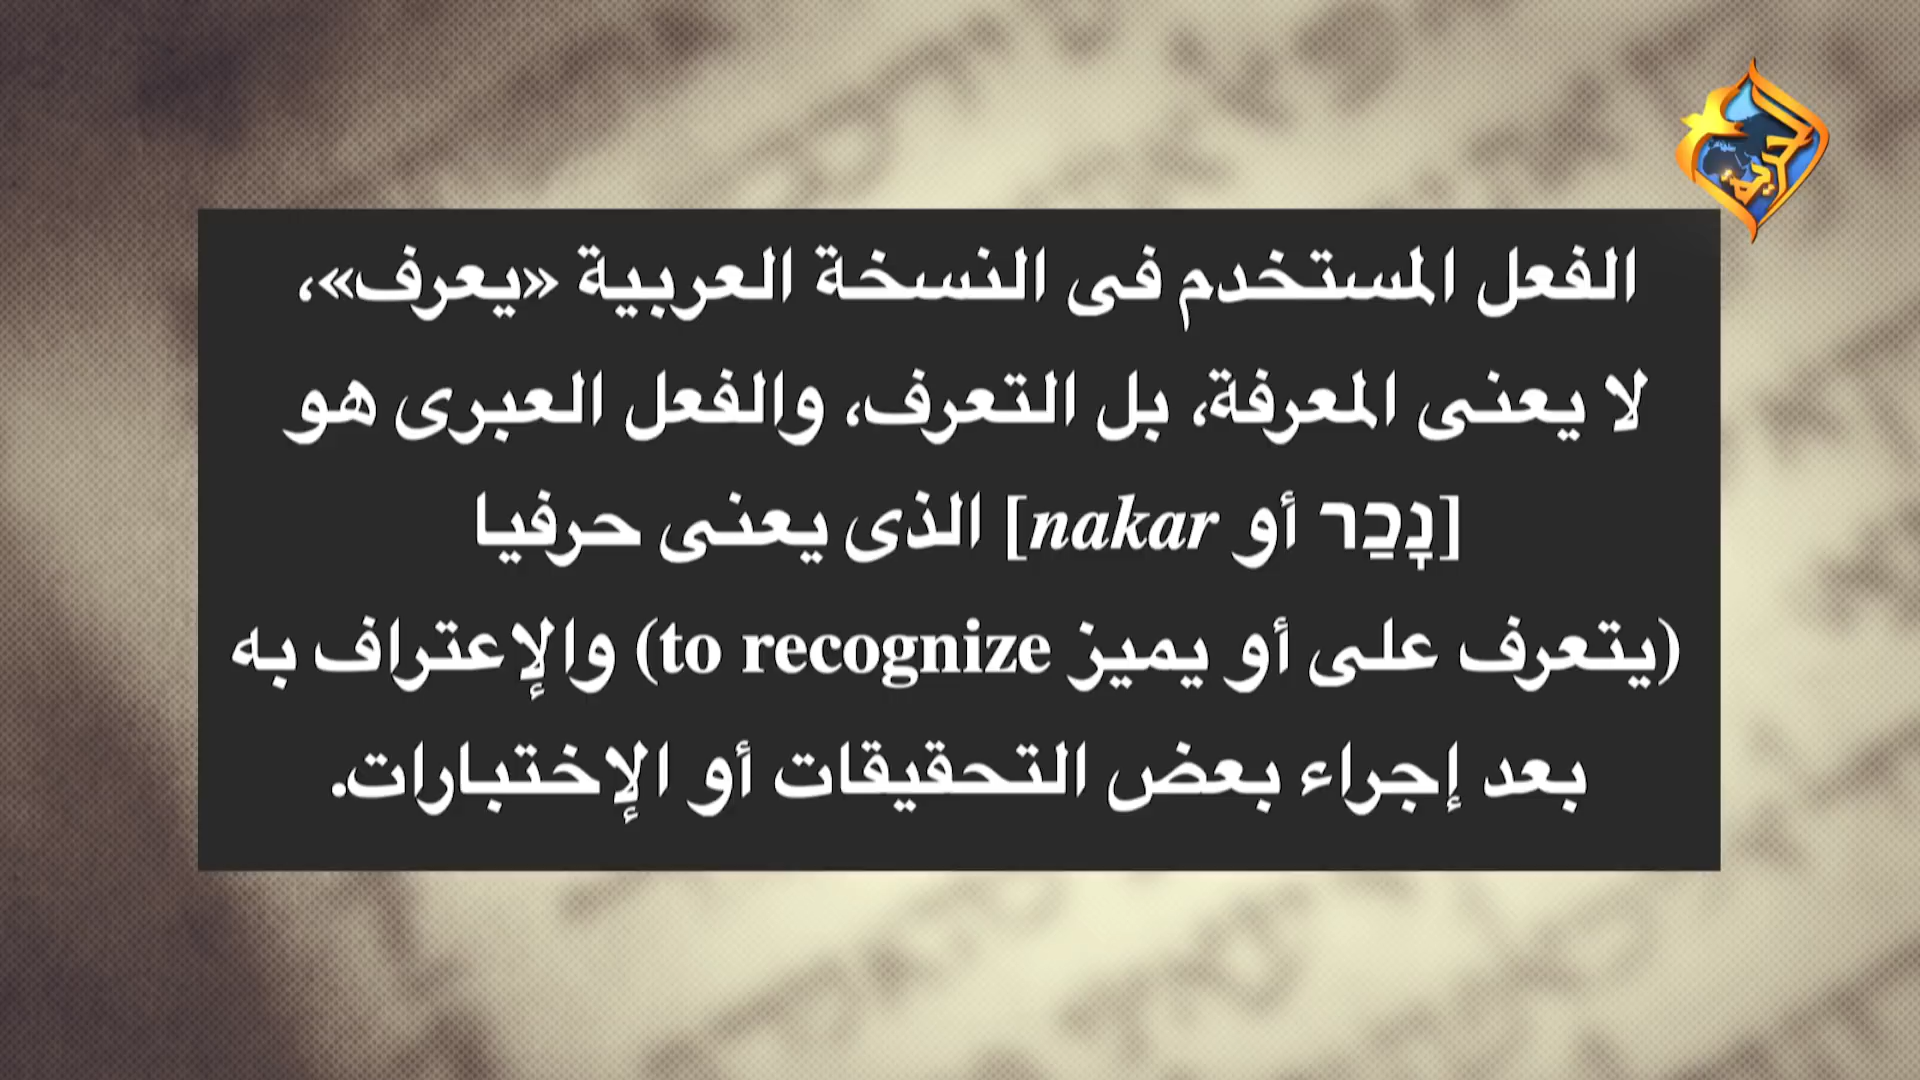 الحرية
الفعل المستخدم فى النسخة العربية «يعرف»،
لا يعنى المعرفة، بل التعرف، والفعل العبرى هو
[נָכַר أو nakar] الذى يعنى حرفيا
(يتعرف على أو يميز to recognize) والإعتراف به
بعد إجراء بعض التحقيقات أو الإختبارات.